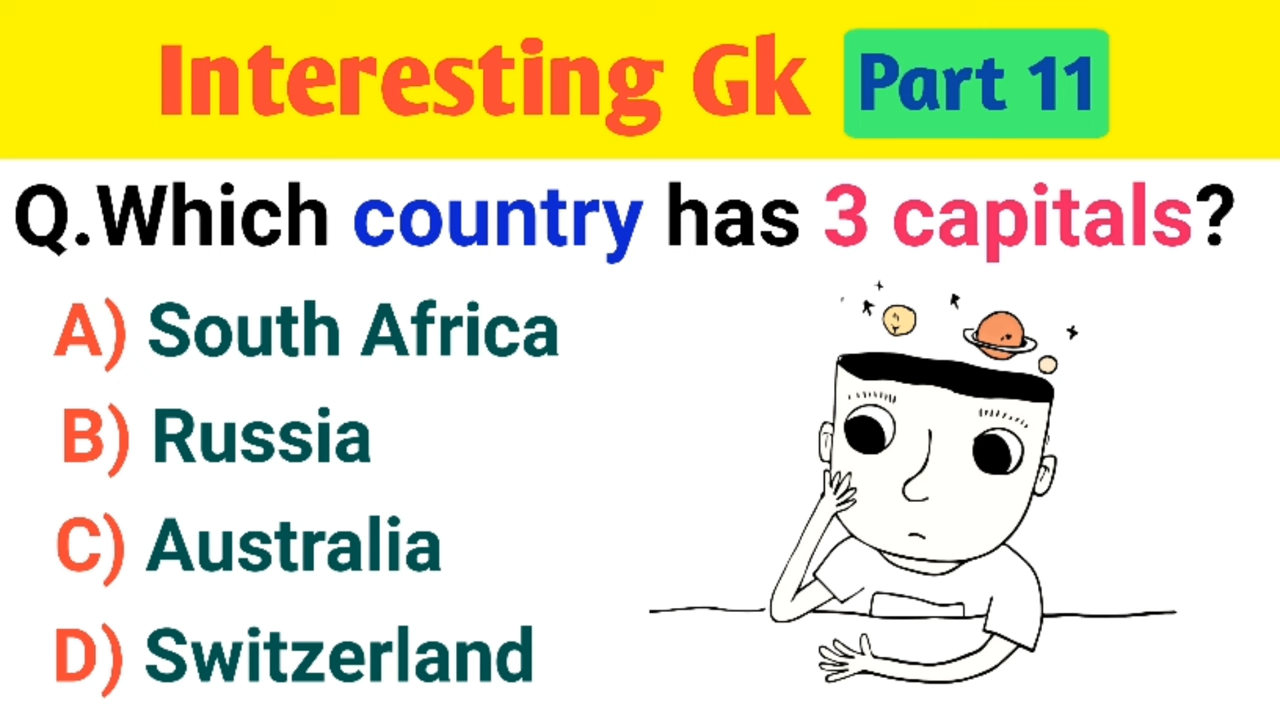 Interesting Gk Part 11
Q.Which country has 3 capitals?
A) South Africa
B) Russia
C) Australia
D) Switzerland